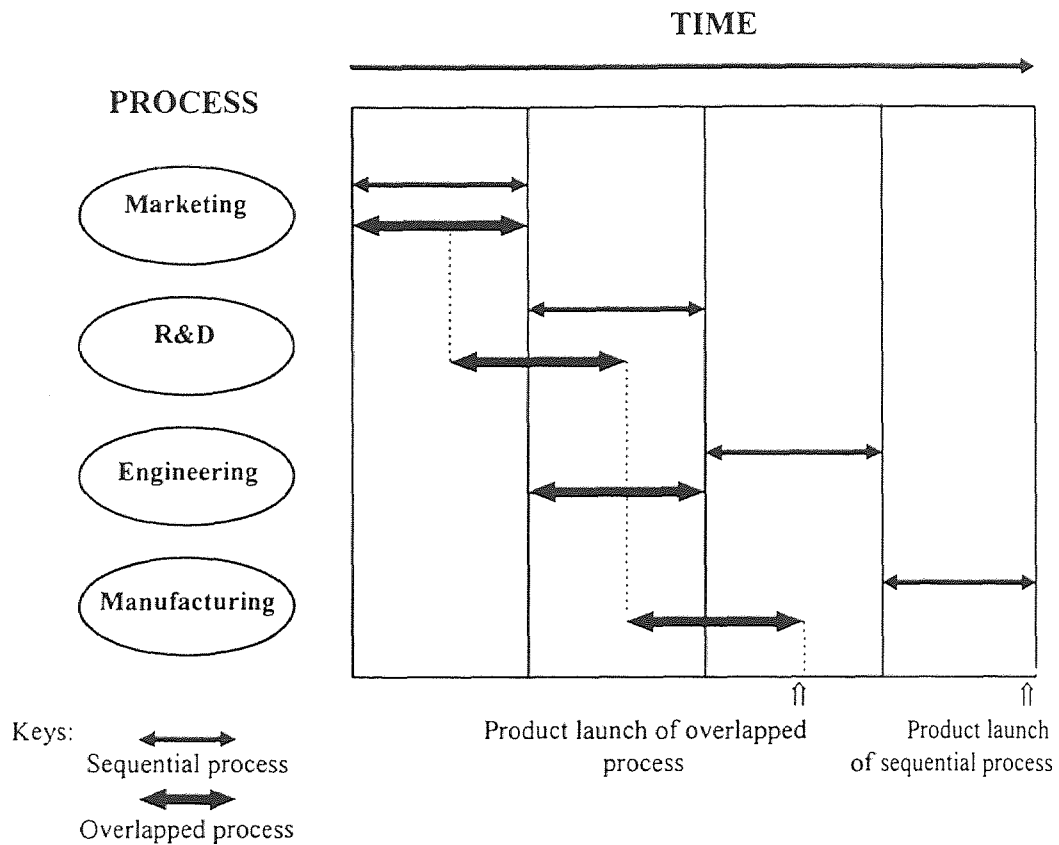 TIME
PROCESS
Marketing
R&D
Engineering
Manufacturing
Keys:
Sequential process
Overlapped process
Product launch of overlapped
process
Product launch
of sequential process